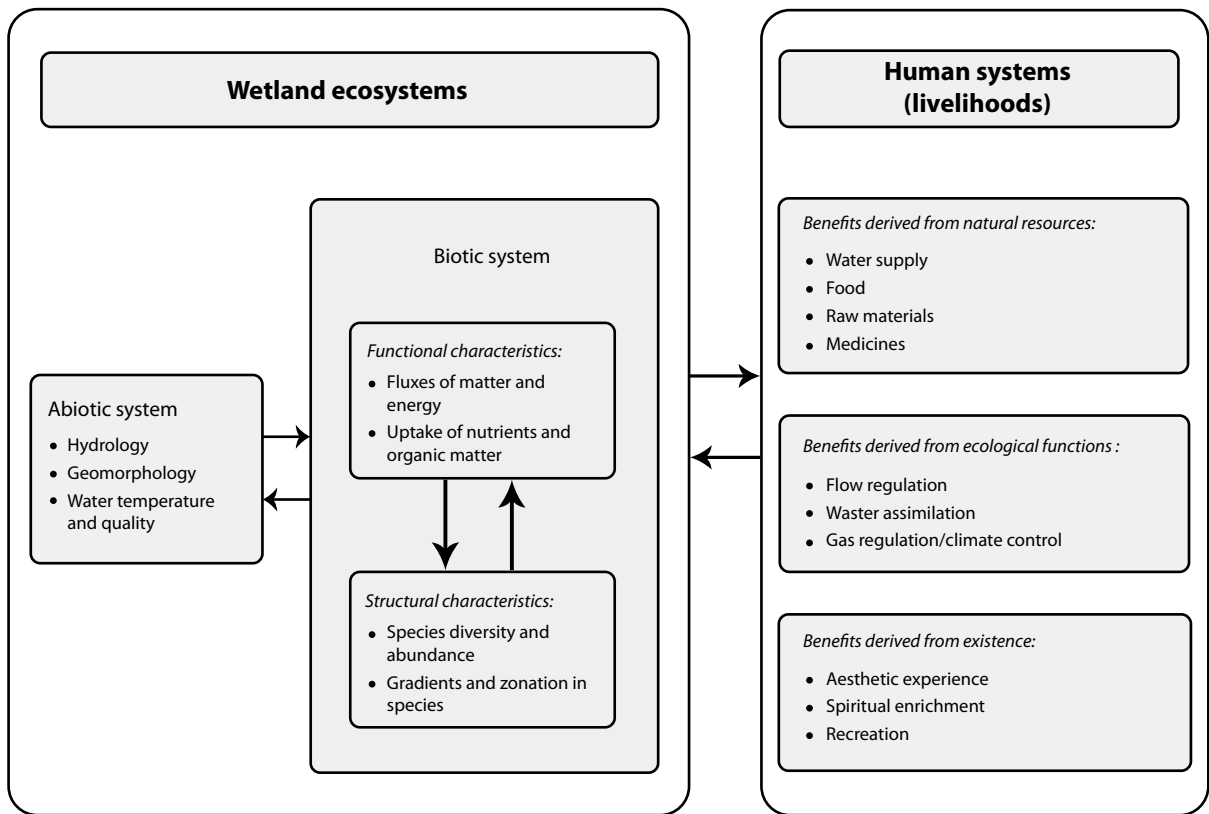 Wetland ecosystems
Human systems
(livelihoods)
Biotic system
Functional characteristics:
• Fluxes of matter and
energy
• Uptake of nutrients and
organic matter
Abiotic system
• Hydrology
• Geomorphology
• Water temperature
and quality
Structural characteristics:
• Species diversity and
abundance
• Gradients and zonation in
species
Benefits derived from natural resources:
• Water supply
• Food
• Raw materials
• Medicines
Benefits derived from ecological functions :
• Flow regulation
• Waster assimilation
• Gas regulation/climate control
Benefits derived from existence:
• Aesthetic experience
• Spiritual enrichment
• Recreation